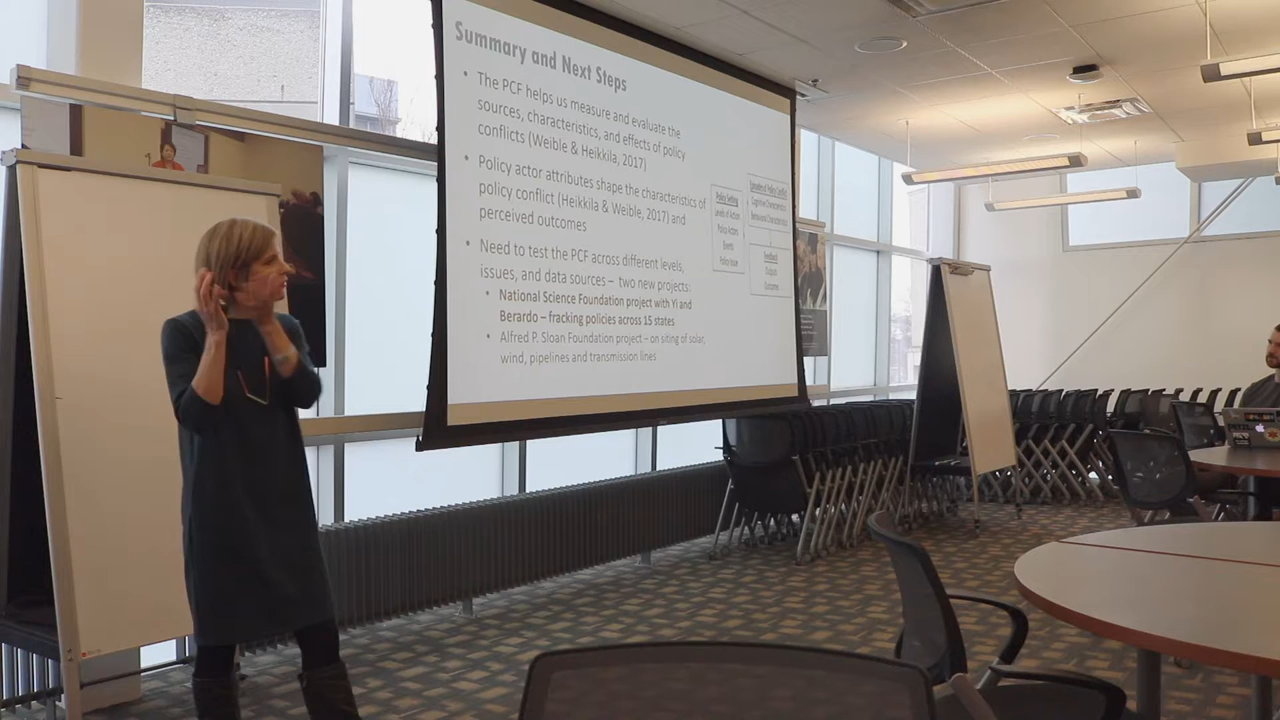 Summary and Next Steps
• The PCF helps us measure and evaluate the
sources, characteristics, and effects of policy
conflicts (Weible & Heikkila, 2017)
• Policy actor attributes shape the characteristics of
policy conflict (Heikkila & Weible, 2017) and
perceived outcomes
• Need to test the PCF across different levels,
issues, and data sources – two new projects:
• National Science Foundation project with Yi and
Berardo – fracking policies across 15 states
• Alfred P. Sloan Foundation project – on siting of solar,
wind, pipelines and transmission lines
Policy Setting
Levels of Action
Policy Actors
Events
Policy Issue
Episodes of Policy Conflict
Cognitive Characteristics
Behavioral Characteristics
Feedback
Outputs
Outcomes